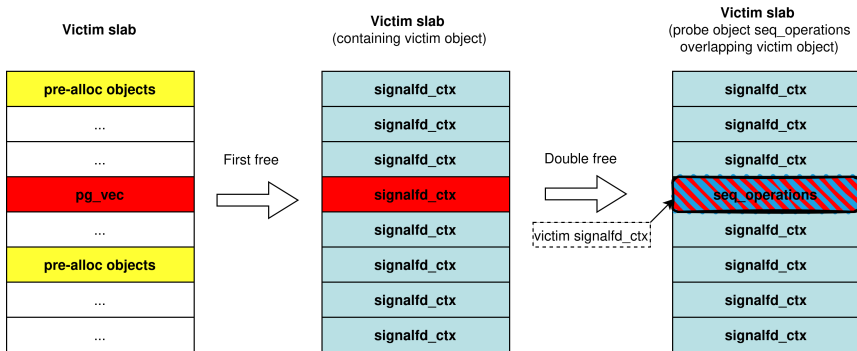 Victim slab
pre-alloc objects
...
...
pg_vec
...
pre-alloc objects
...
...
First free
Victim slab
(containing victim object)
signalfd_ctx
signalfd_ctx
signalfd_ctx
signalfd_ctx
signalfd_ctx
signalfd_ctx
signalfd_ctx
signalfd_ctx
Double free
victim signalfd_ctx
Victim slab
(probe object seq_operations
overlapping victim object)
signalfd_ctx
signalfd_ctx
signalfd_ctx
seq_operations
signalfd_ctx
signalfd_ctx
signalfd_ctx
signalfd_ctx